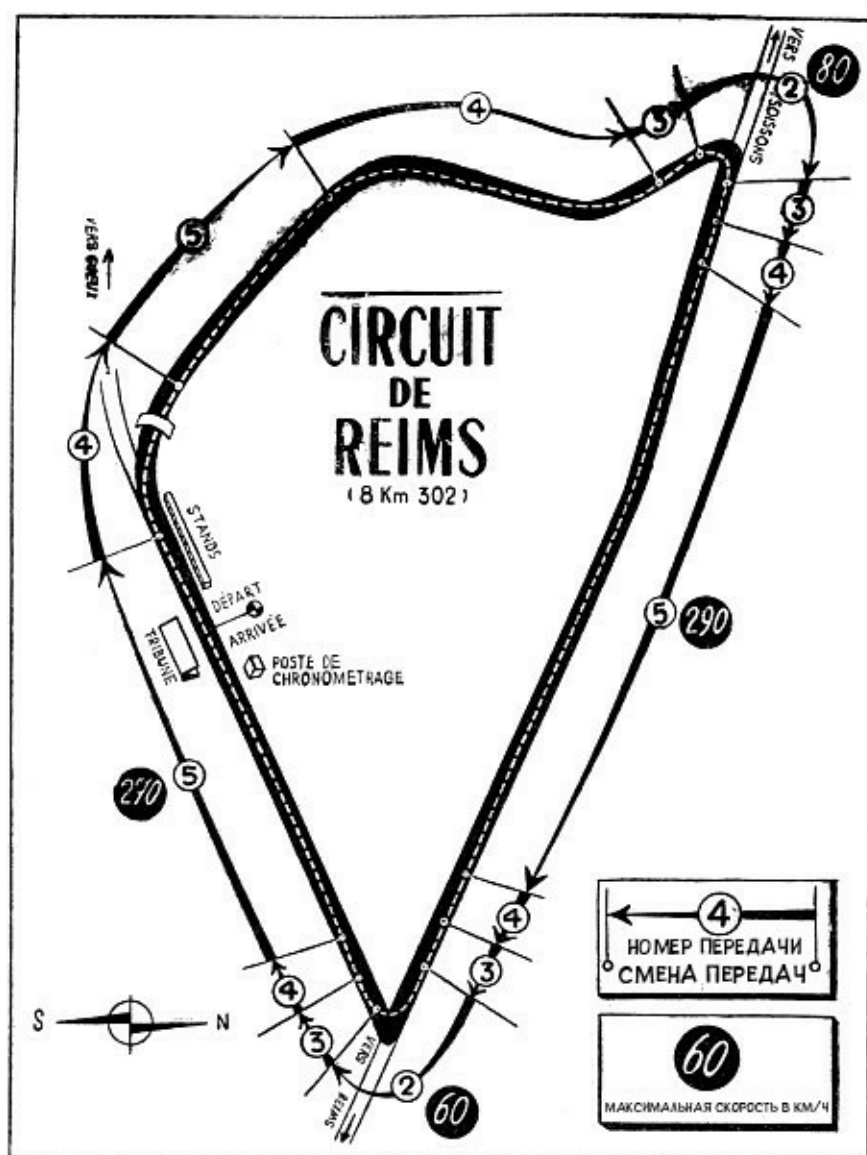 VERS
SOISSONS
80
2
3
4
3
4
5
VERS GUEUX
4
CIRCUIT
DE
REIMS
(8 Km 302)
STANDS
DÉPART
ARRIVÉE
TRIBUNE
POSTE DE
CHRONOMETRAGE
5
290
270
5
4
3
4
3
2
60
VERS
REIMS
S
N
4
НОМЕР ПЕРЕДАЧИ
СМЕНА ПЕРЕДАЧ
60
МАКСИМАЛЬНАЯ СКОРОСТЬ В КМ/Ч